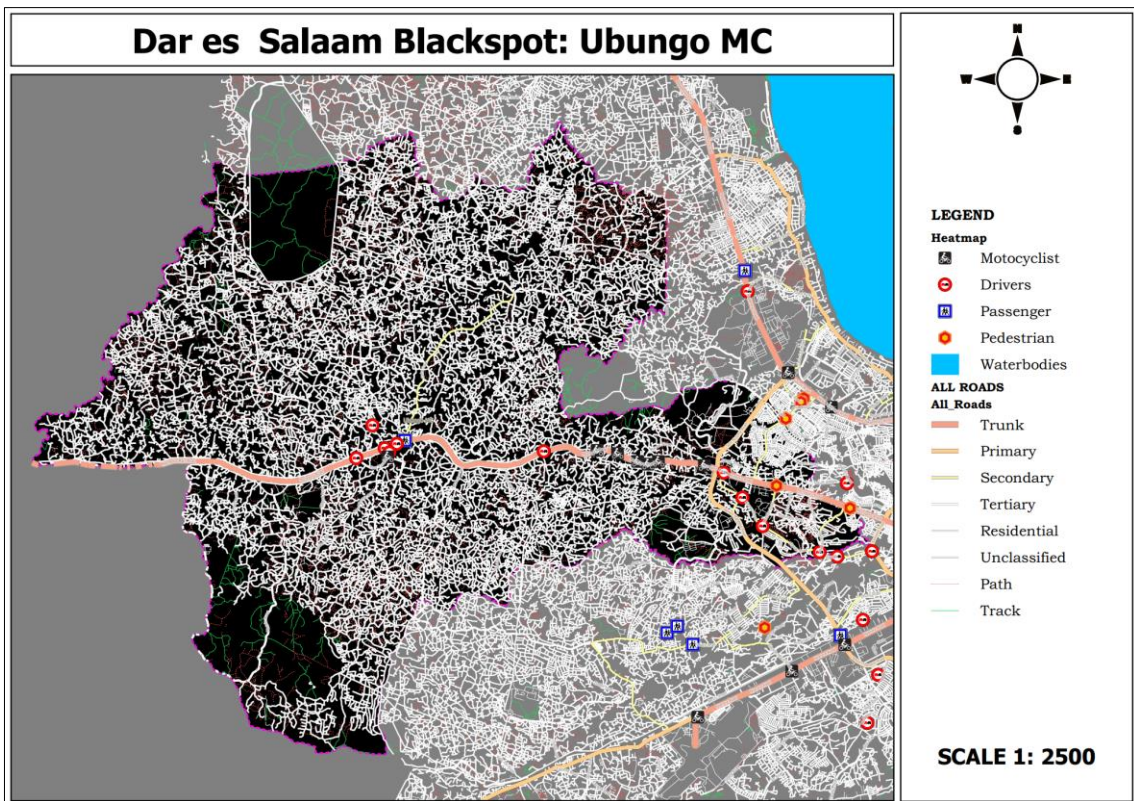 Dar es Salaam Blackspot: Ubungo MC
N
W E
S
LEGEND
Heatmap
Motocyclist
Drivers
Passenger
Pedestrian
Waterbodies
ALL ROADS
All_Roads
Trunk
Primary
Secondary
Tertiary
Residential
Unclassified
Path
Track
SCALE 1: 2500